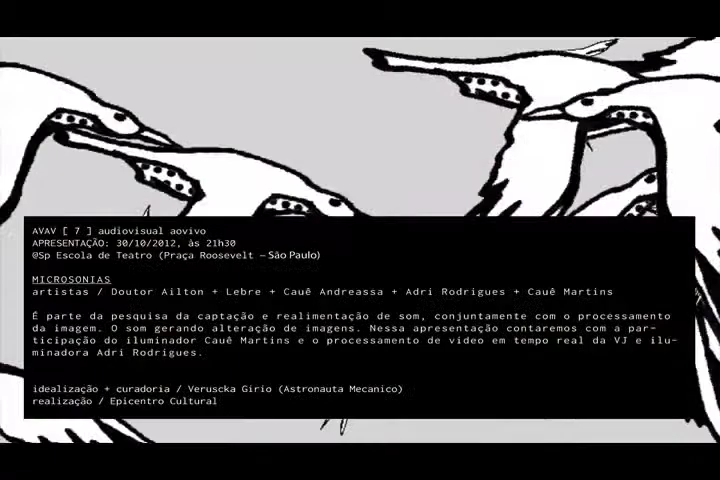 AVAV [ 7 ] audiovisual aovivo
APRESENTAÇÃO: 30/10/2012, às 21h30
@Sp Escola de Teatro (Praça Roosevelt – São Paulo)
MICROSONIAS
artistas / Doutor Ailton + Lebre + Cauê Andreassa + Adri Rodrigues + Cauê Martins
É parte da pesquisa da captação e realimentação de som, conjuntamente com o processamento
da imagem. O som gerando alteração de imagens. Nessa apresentação contaremos com a par-
ticipação do iluminador Cauê Martins e o processamento de video em tempo real da VJ e ilu-
minadora Adri Rodrigues.
idealização + curadoria / Veruscka Girio (Astronauta Mecanico)
realização / Epicentro Cultural